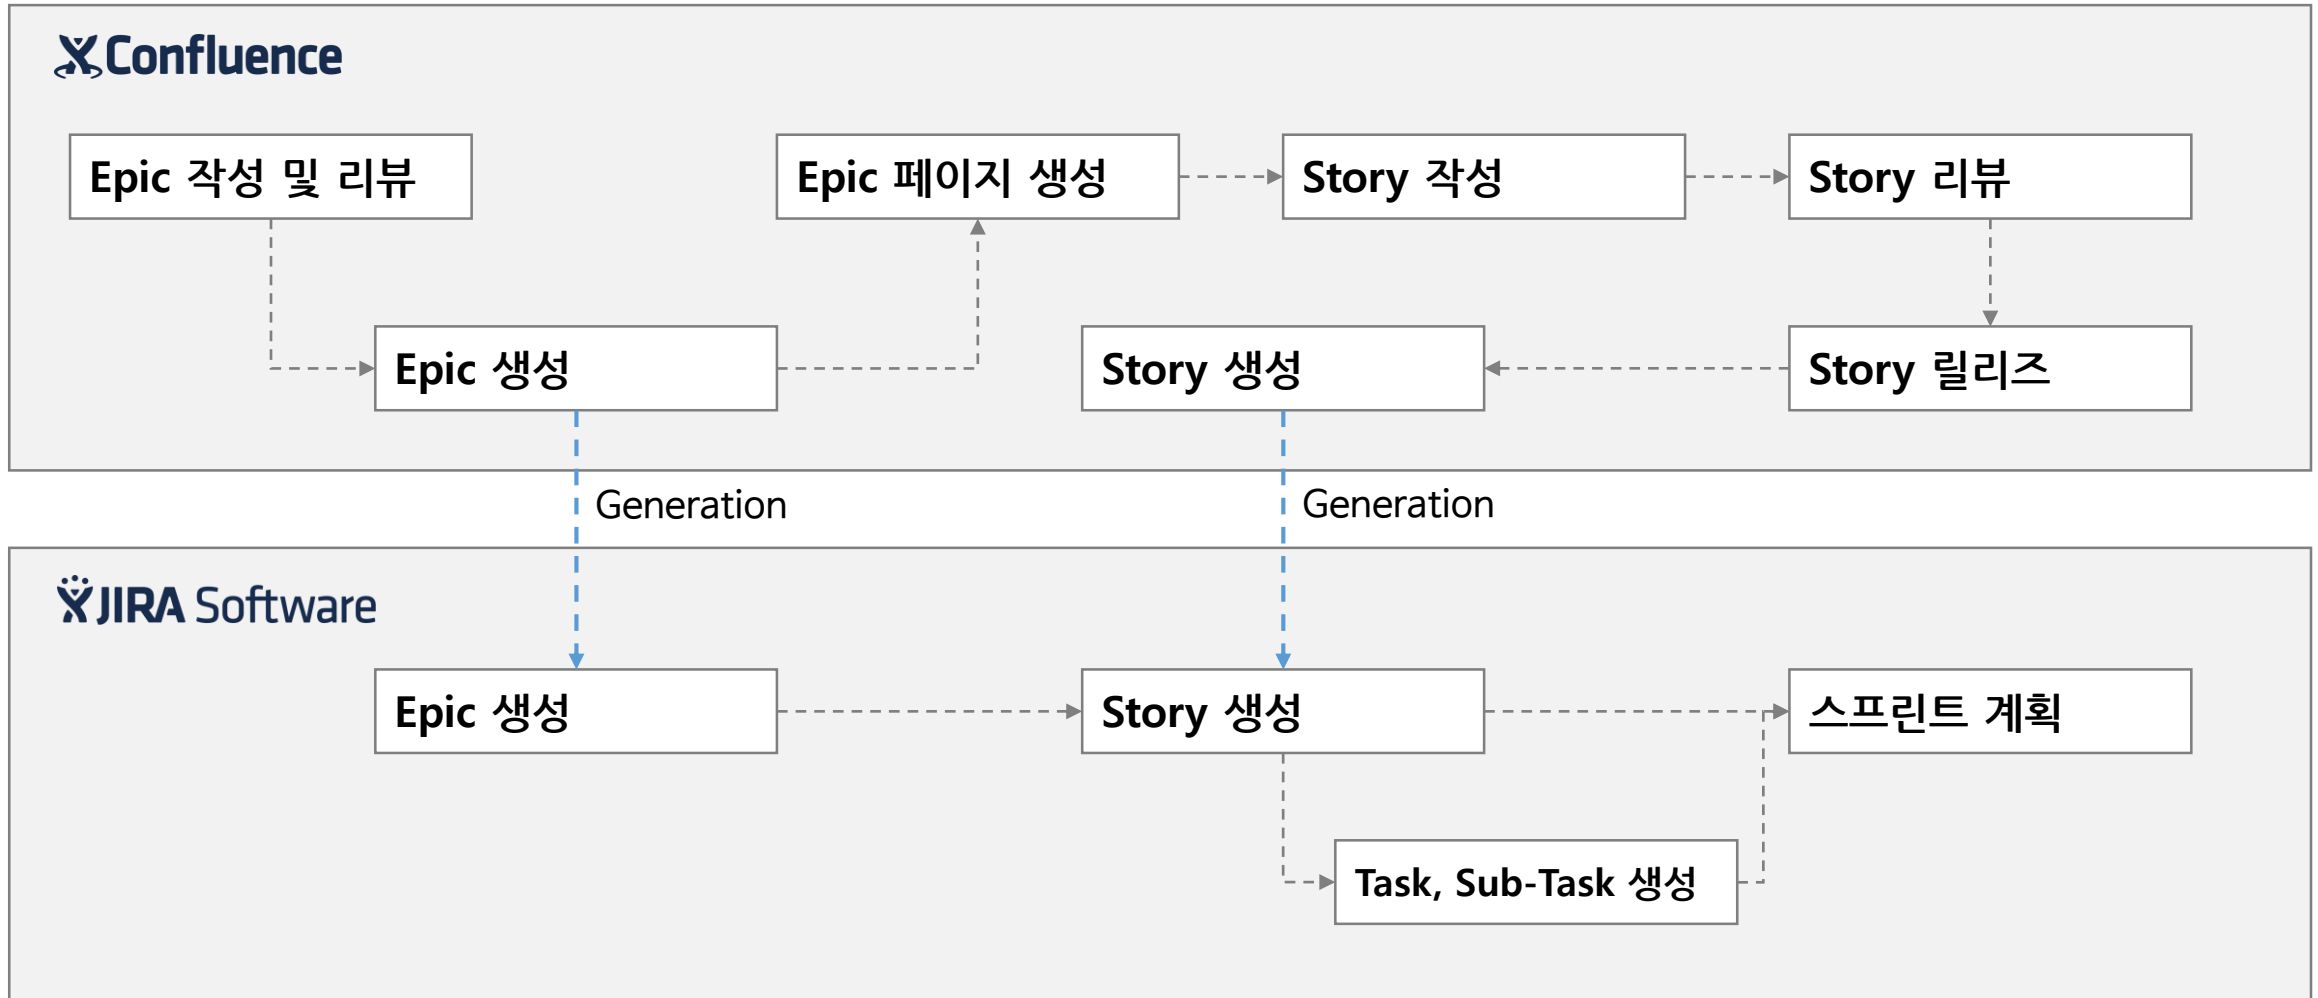 Confluence
Epic 작성 및 리뷰
Epic 페이지 생성
Story 작성
Story 리뷰
Epic 생성
Story 생성
Story 릴리즈
Generation
Generation
JIRA Software
Epic 생성
Story 생성
스프린트 계획
Task, Sub-Task 생성